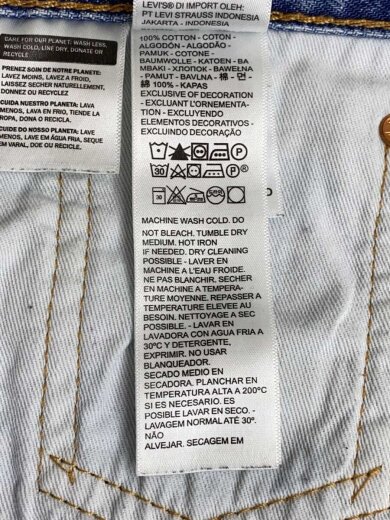 LEVI'S® DI IMPORT OLEH:
PT LEVI STRAUSS INDONESIA
JAKARTA - INDONESIA
CARE FOR OUR PLANET: WASH LESS,
WASH COLD, LINE DRY, DONATE OR
RECYCLE
PRENEZ SOIN DE NOTRE PLANETE:
LAVEZ MOINS, LAVEZ A FROID,
LAISSEZ SECHER NATURELLEMENT,
DONNEZ OU RECYCLEZ
CUIDA NUESTRO PLANETA: LAVA
MENOS, LAVA EN FRIO, TIENDE LA
ROPA, DONA O RECICLA.
CUIDE DO NOSSO PLANETA: LAVE
MENOS, LAVE EM ÁGUA FRIA, SEQUE
EM VARAL, DOE OU RECICLE.
100% COTTON - COTON -
ALGODÓN - ALGODÃO -
PAMUK - COTONE -
BAUMWOLLE - KATOEN - BA
МБАКІ - ХЛОПОК - BAWEŁNA
- PAMUT - BAVLNA - 棉 - 면 -
綿 100% - KAPAS
EXCLUSIVE OF DECORATION -
EXCLUANT L'ORNEMENTA-
TION - EXCLUYENDO
ELEMENTOS DECORATIVOS -
EXCLUINDO DECORAÇÃO
P
30 P
MACHINE WASH COLD. DO
NOT BLEACH. TUMBLE DRY
MEDIUM. HOT IRON
IF NEEDED. DRY CLEANING
POSSIBLE - LAVER EN
MACHINE A L'EAU FROIDE.
NE PAS BLANCHIR. SECHER
EN MACHINE A TEMPERA-
TURE MOYENNE. REPASSER A
TEMPERATURE ELEVEE AU
BESOIN. NETTOYAGE A SEC
POSSIBLE - LAVAR EN
LAVADORA CON AGUA FRIA A
30ºC Y DETERGENTE.
EXPRIMIR. NO USAR
BLANQUEADOR.
SECADO MEDIO EN
SECADORA. PLANCHAR EN
TEMPERATURA ALTA A 200°C
SI ES NECESARIO. ES
POSIBLE LAVAR EN SECO. -
LAVAGEM NORMAL ATÉ 30º.
NÃO
ALVEJAR. SECAGEM EM